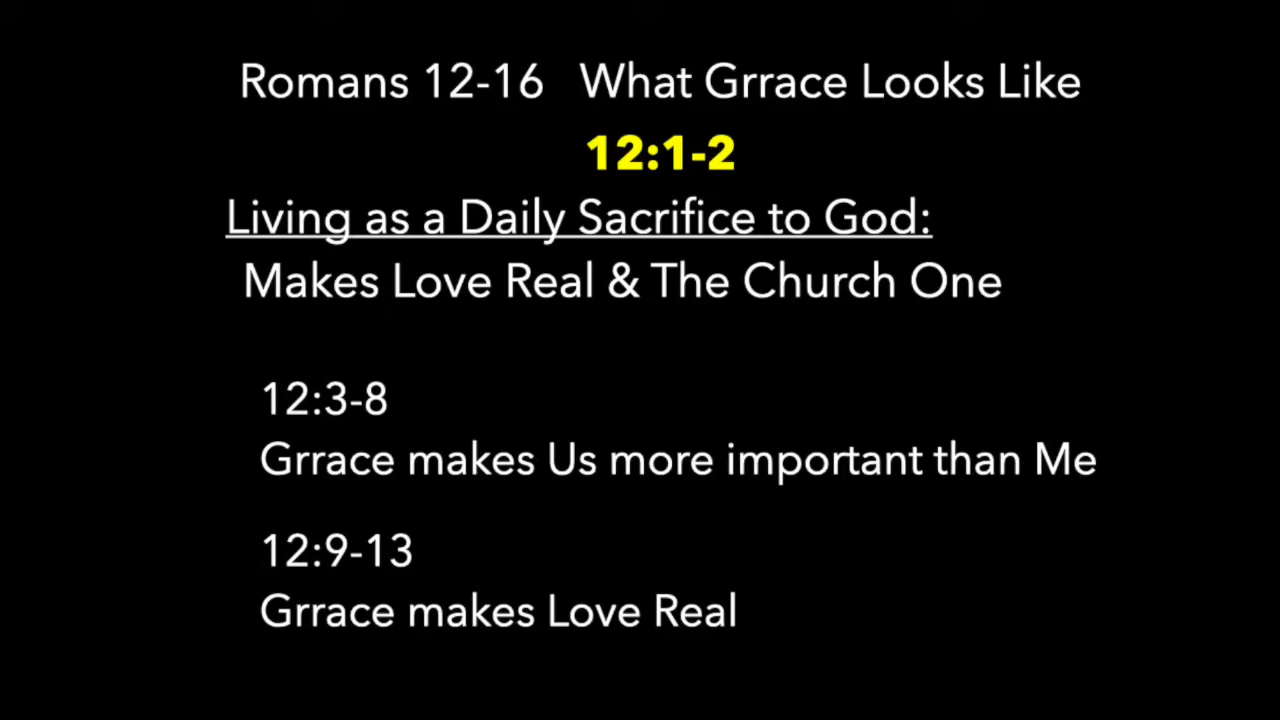 Romans 12-16 What Grrace Looks Like
12:1-2
Living as a Daily Sacrifice to God:
Makes Love Real & The Church One
12:3-8
Grrace makes Us more important than Me
12:9-13
Grrace makes Love Real